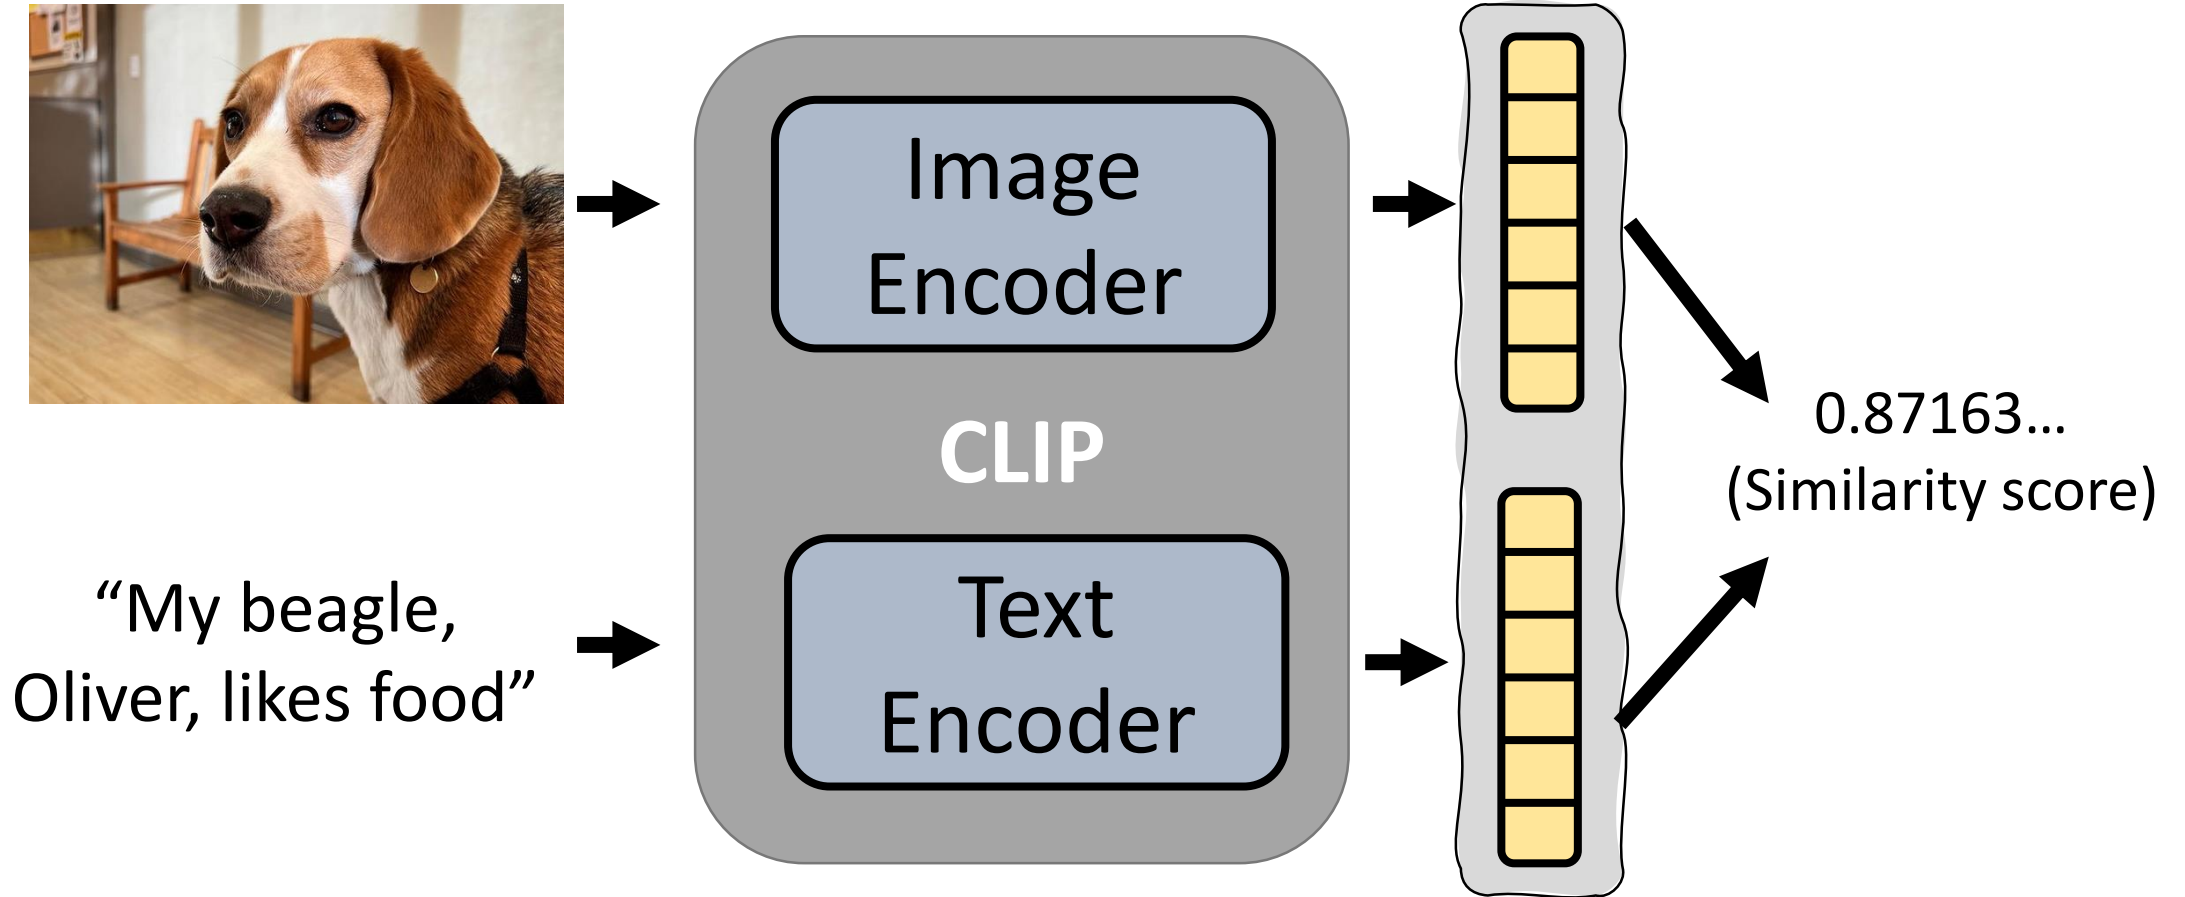 Image
Encoder
CLIP
Text
Encoder
“My beagle,
Oliver, likes food”
0.87163...
(Similarity score)